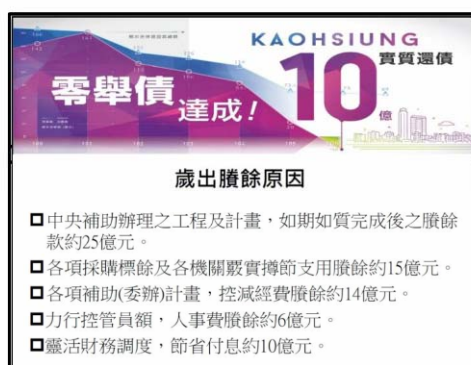 KAOHSIUNG
實質還債
零舉債
達成!
10
億
歲出賸餘原因
中央補助辦理之工程及計畫,如期如質完成後之賸餘
款約25億元。
各項採購標餘及各機關覈實撙節支用賸餘約15億元。
各項補助(委辦)計畫,控減經費賸餘約14億元。
力行控管員額,人事費賸餘約6億元。
靈活財務調度,節省付息約10億元。